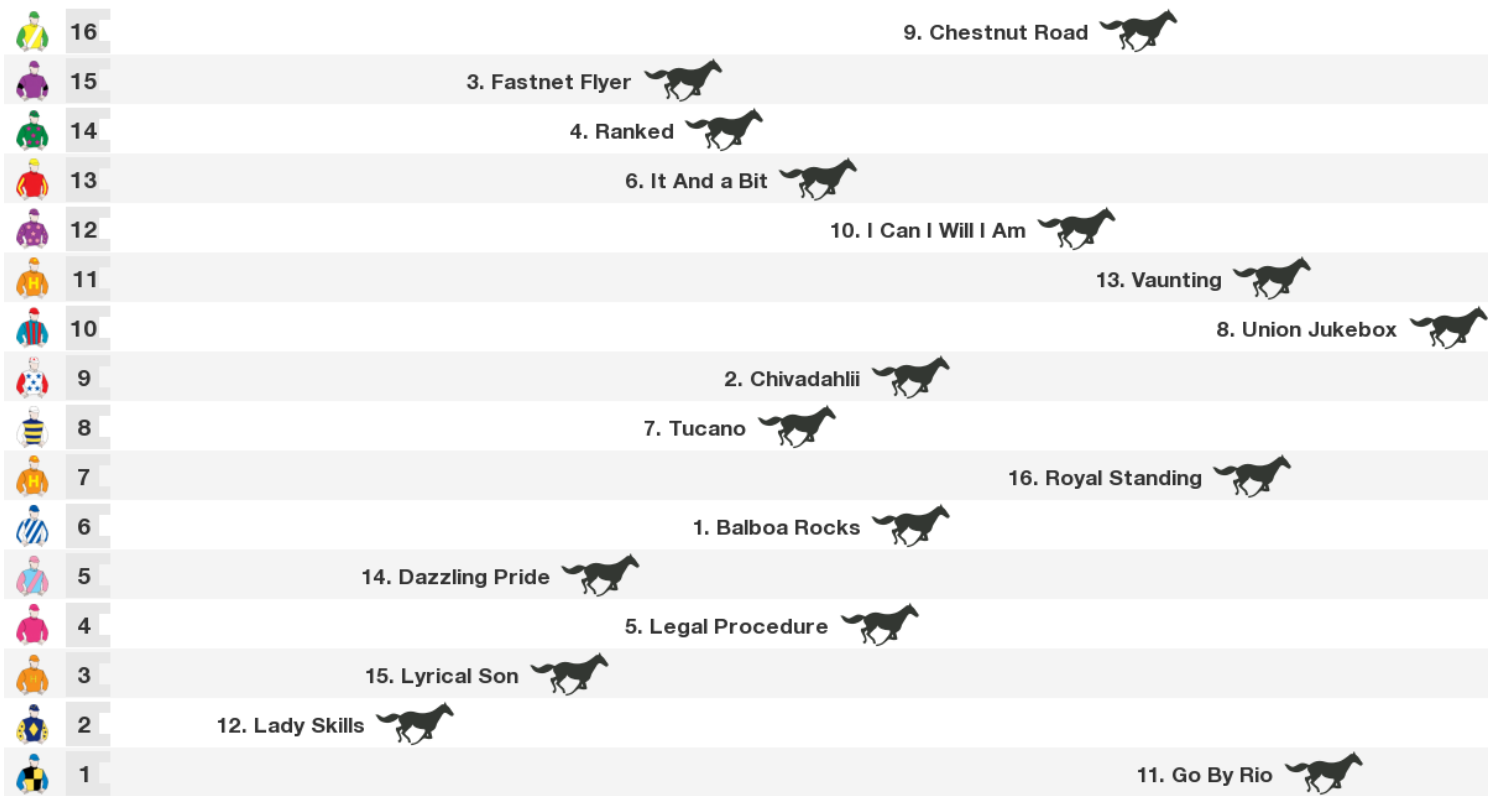 16 9. Chestnut Road
15 3. Fastnet Flyer
14 4. Ranked
13 6. It And a Bit
12 10. I Can I Will I Am
11 13. Vaunting
10 8. Union Jukebox
9 2. Chivadahlii
8 7. Tucano
7 16. Royal Standing
6 1. Balboa Rocks
5 14. Dazzling Pride
4 5. Legal Procedure
3 15. Lyrical Son
2 12. Lady Skills
1 11. Go By Rio